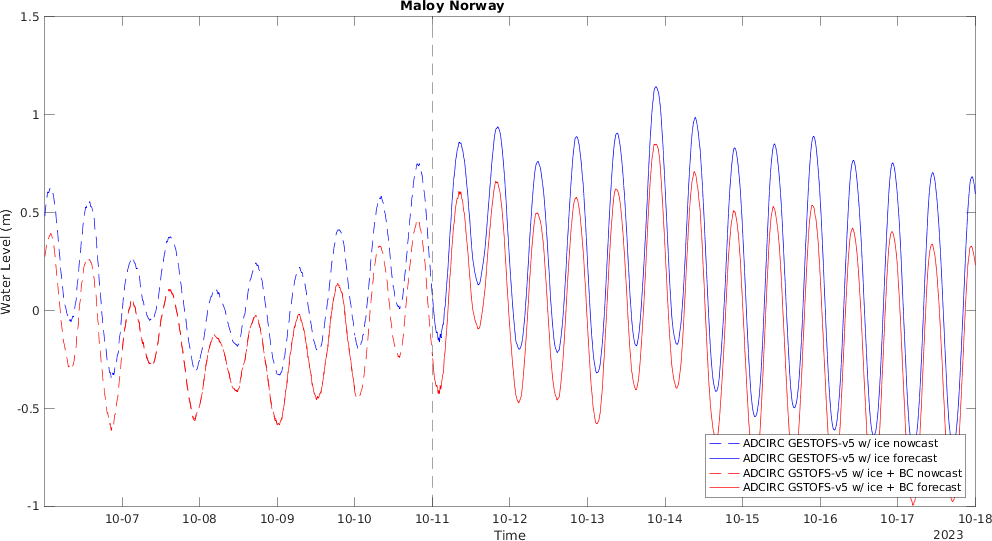 Maloy Norway
1.5
1
0.5
0
-0.5
-1
Water Level (m)
ADCIRC GESTOFS-v5 w/ ice nowcast
ADCIRC GESTOFS-v5 w/ ice forecast
ADCIRC GSTOFS-v5 w/ ice + BC nowcast
ADCIRC GSTOFS-v5 w/ ice + BC forecast
10-07 10-08 10-09 10-10 10-11 10-12 10-13 10-14 10-15 10-16 10-17 10-18
Time
2023